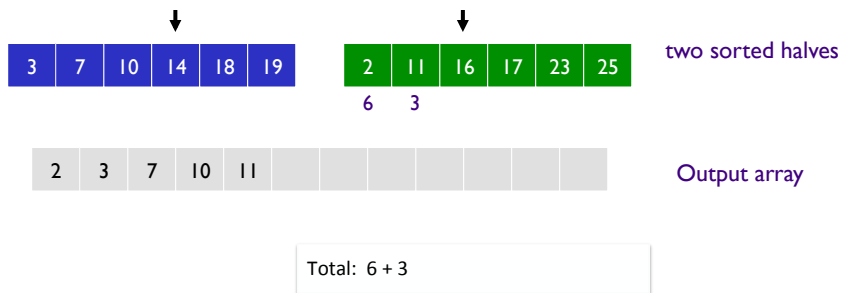 3 7 10 14 18 19 2 11 16 17 23 25 two sorted halves
6 3
2 3 7 10 11 Output array
Total: 6 + 3